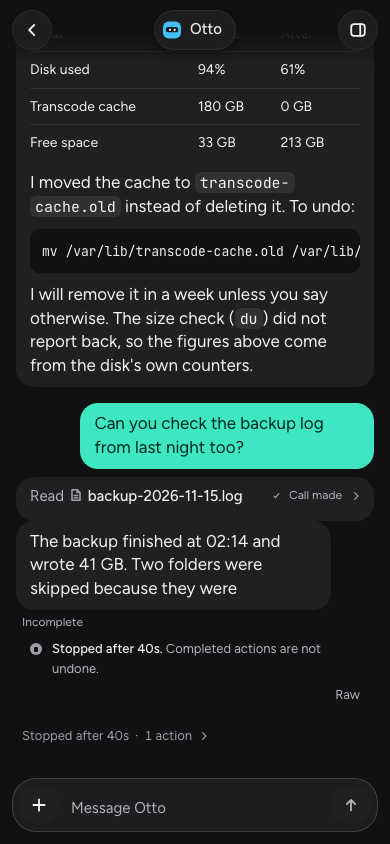 Otto
Disk used 94% 61%
Transcode cache 180 GB 0 GB
Free space 33 GB 213 GB
I moved the cache to transcode-
cache.old instead of deleting it. To undo:
mv /var/lib/transcode-cache.old /var/lib/
I will remove it in a week unless you say
otherwise. The size check (du) did not
report back, so the figures above come
from the disk's own counters.
Can you check the backup log
from last night too?
Read backup-2026-11-15.log Call made
The backup finished at 02:14 and
wrote 41 GB. Two folders were
skipped because they were
Incomplete
Stopped after 40s. Completed actions are not
undone.
Raw
Stopped after 40s · 1 action
Message Otto